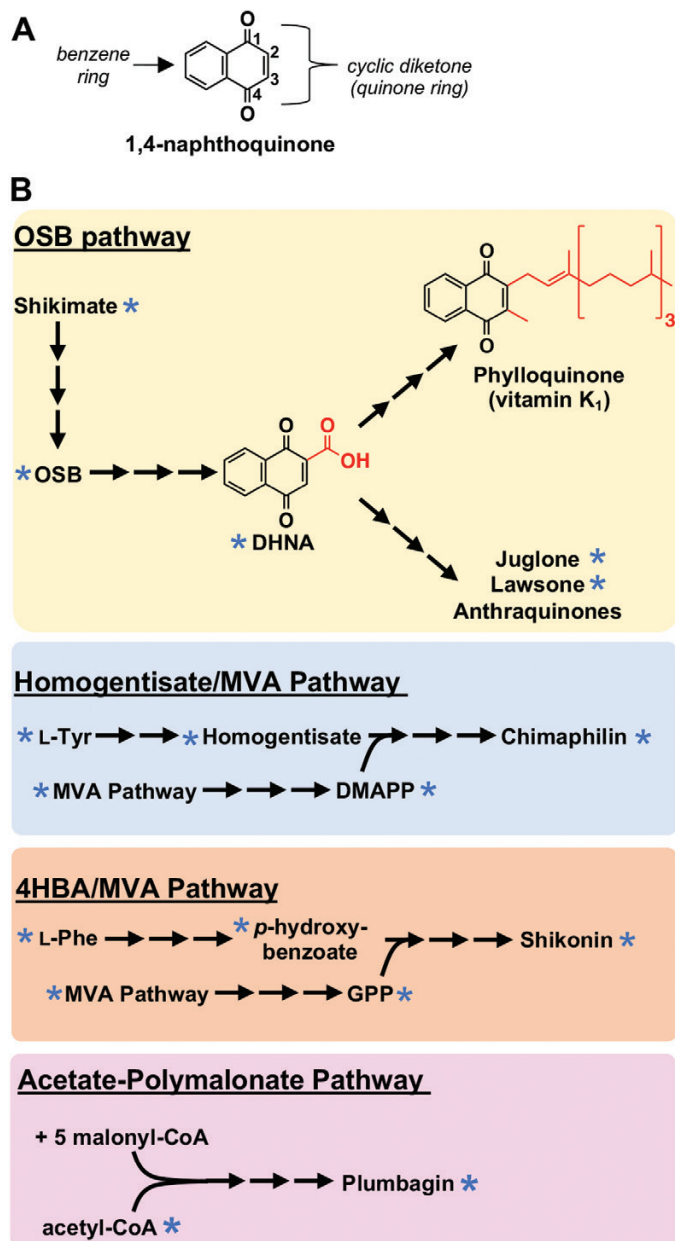 A
O
1
2
3
4
O
benzene
ring
cyclic diketone
(quinone ring)
1,4-naphthoquinone
B
OSB pathway
Shikimate *
* OSB
O
O
O
OH
* DHNA
O
O
3
Phylloquinone
(vitamin K₁)
Juglone *
Lawsone *
Anthraquinones
Homogentisate/MVA Pathway
* L-Tyr * Homogentisate Chimaphilin *
* MVA Pathway DMAPP *
4HBA/MVA Pathway
* L-Phe * p-hydroxy-
benzoate Shikonin *
* MVA Pathway GPP *
Acetate-Polymalonate Pathway
+ 5 malonyl-CoA
Plumbagin *
acetyl-CoA *